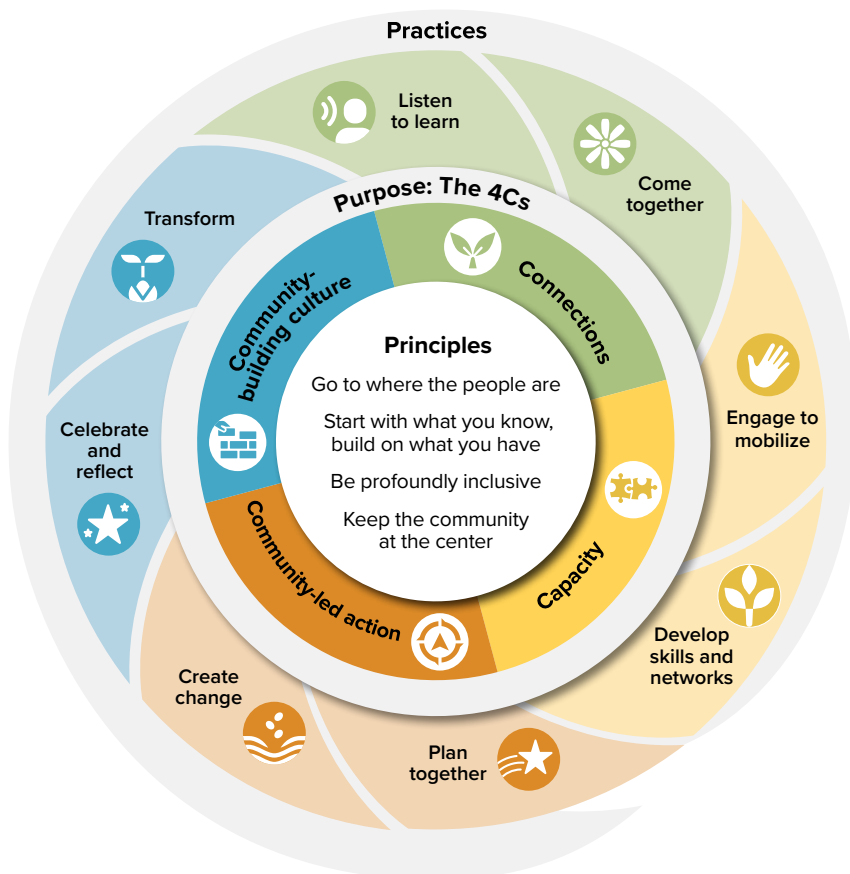 Practices
Listen
to learn
Come
together
Engage to
mobilize
Develop
skills and
networks
Plan
together
Create
change
Celebrate
and
reflect
Transform
Purpose: The 4Cs
Connections
Capacity
Community-led action
Community-
building culture
Principles
Go to where the people are
Start with what you know,
build on what you have
Be profoundly inclusive
Keep the community
at the center